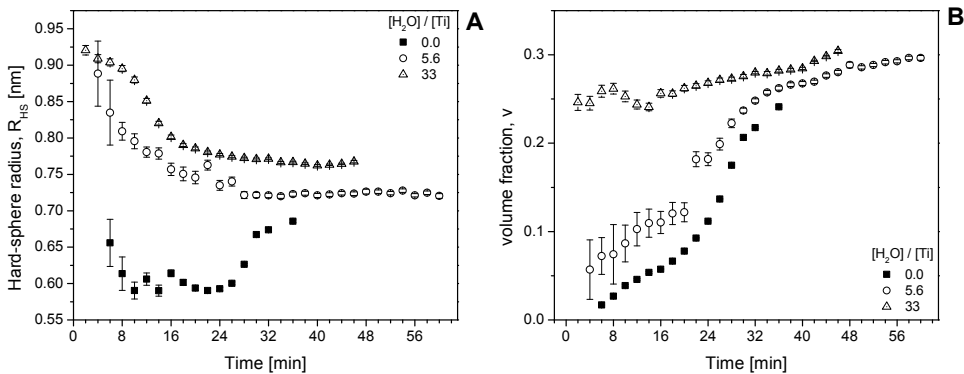 A
[H₂O] / [Ti]
0.0
5.6
33
Hard-sphere radius, R_HS [nm]
0.95
0.90
0.85
0.80
0.75
0.70
0.65
0.60
0.55
0 8 16 24 32 40 48 56
Time [min]
B
volume fraction, v
0.3
0.2
0.1
0.0
[H₂O] / [Ti]
0.0
5.6
33
0 8 16 24 32 40 48 56
Time [min]